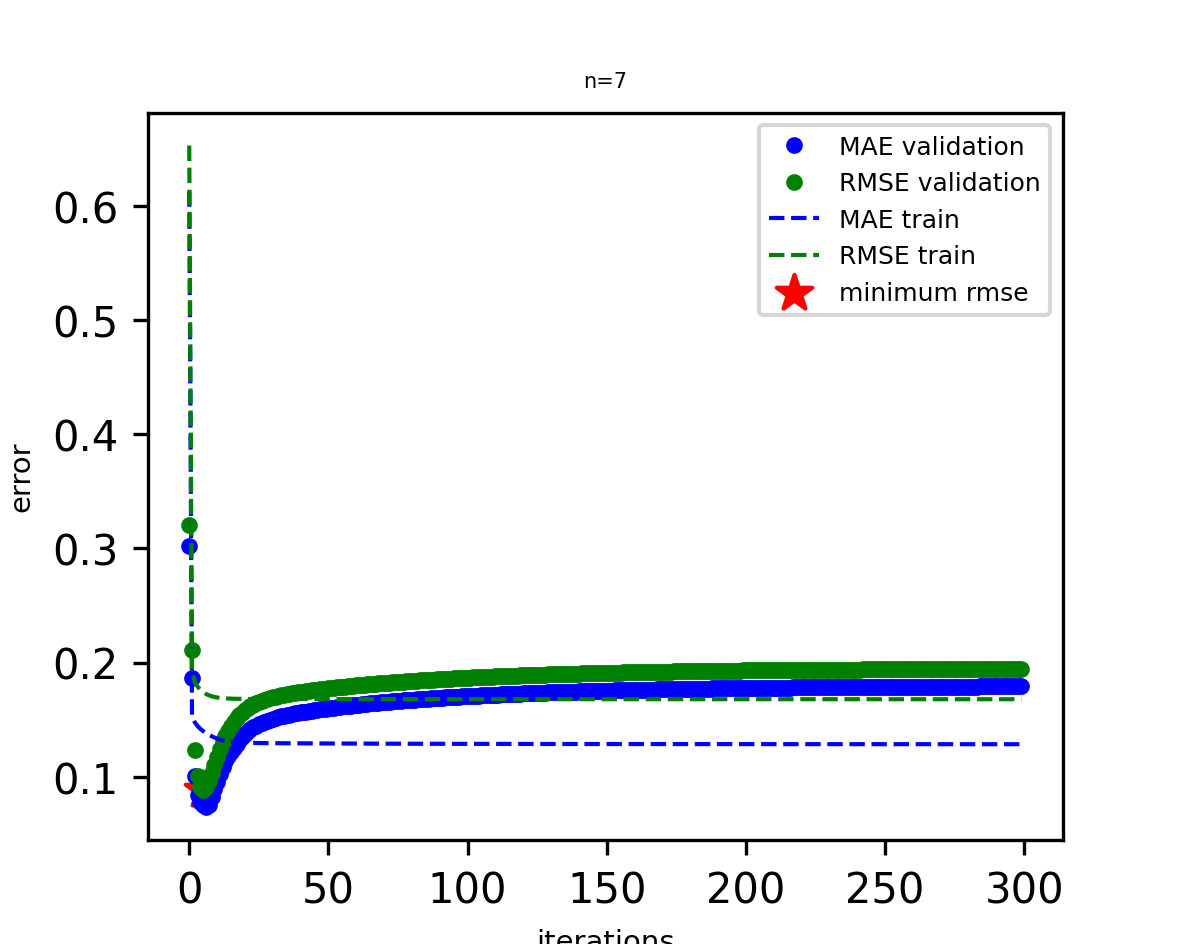 n=7
MAE validation
RMSE validation
MAE train
RMSE train
minimum rmse
0.6
0.5
0.4
0.3
0.2
0.1
error
0 50 100 150 200 250 300
iterations